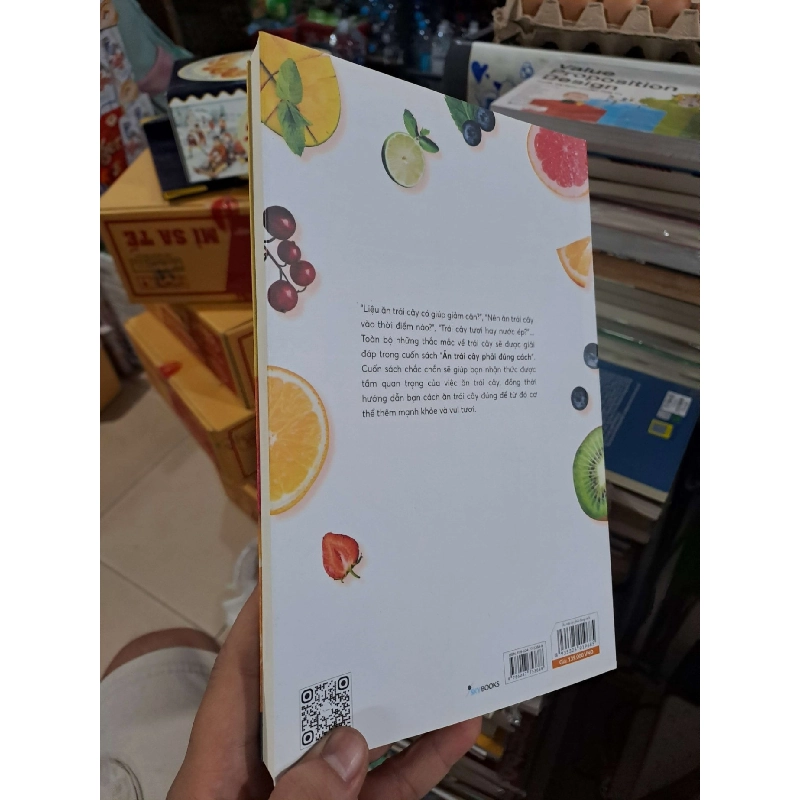 Value
Proposition
Design
MÌ SA TẾ
"Liệu ăn trái cây có giúp giảm cân?", "Nên ăn trái cây
vào thời điểm nào?", "Trái cây tươi hay nước ép?"...
Toàn bộ những thắc mắc về trái cây sẽ được giải
đáp trong cuốn sách "Ăn trái cây phải đúng cách".
Cuốn sách chắc chắn sẽ giúp bạn nhận thức được
tầm quan trọng của việc ăn trái cây, đồng thời
hướng dẫn bạn cách ăn trái cây đúng để từ đó cơ
thể thêm mạnh khỏe và vui tươi.
BOOKS